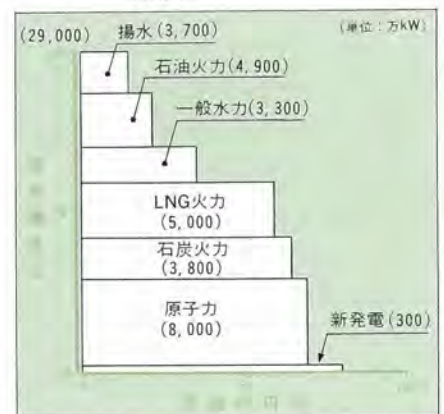 (29,000)
揚水(3,700)
(単位:万kW)
石油火力(4,900)
一般水力(3,300)
LNG火力
(5,000)
石炭火力
(3,800)
原子力
(8,000)
新発電(300)